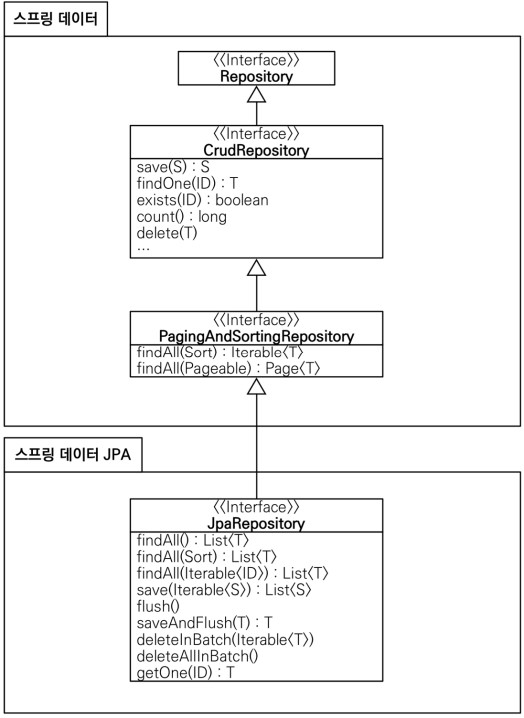 스프링 데이터
《Interface》
Repository
《Interface》
CrudRepository
save(S) : S
findOne(ID) : T
exists(ID) : boolean
count() : long
delete(T)
…
《Interface》
PagingAndSortingRepository
findAll(Sort) : Iterable〈T〉
findAll(Pageable) : Page〈T〉
스프링 데이터 JPA
《Interface》
JpaRepository
findAll() : List〈T〉
findAll(Sort) : List〈T〉
findAll(Iterable〈ID〉) : List〈T〉
save(Iterable〈S〉) : List〈S〉
flush()
saveAndFlush(T) : T
deleteInBatch(Iterable〈T〉)
deleteAllInBatch()
getOne(ID) : T